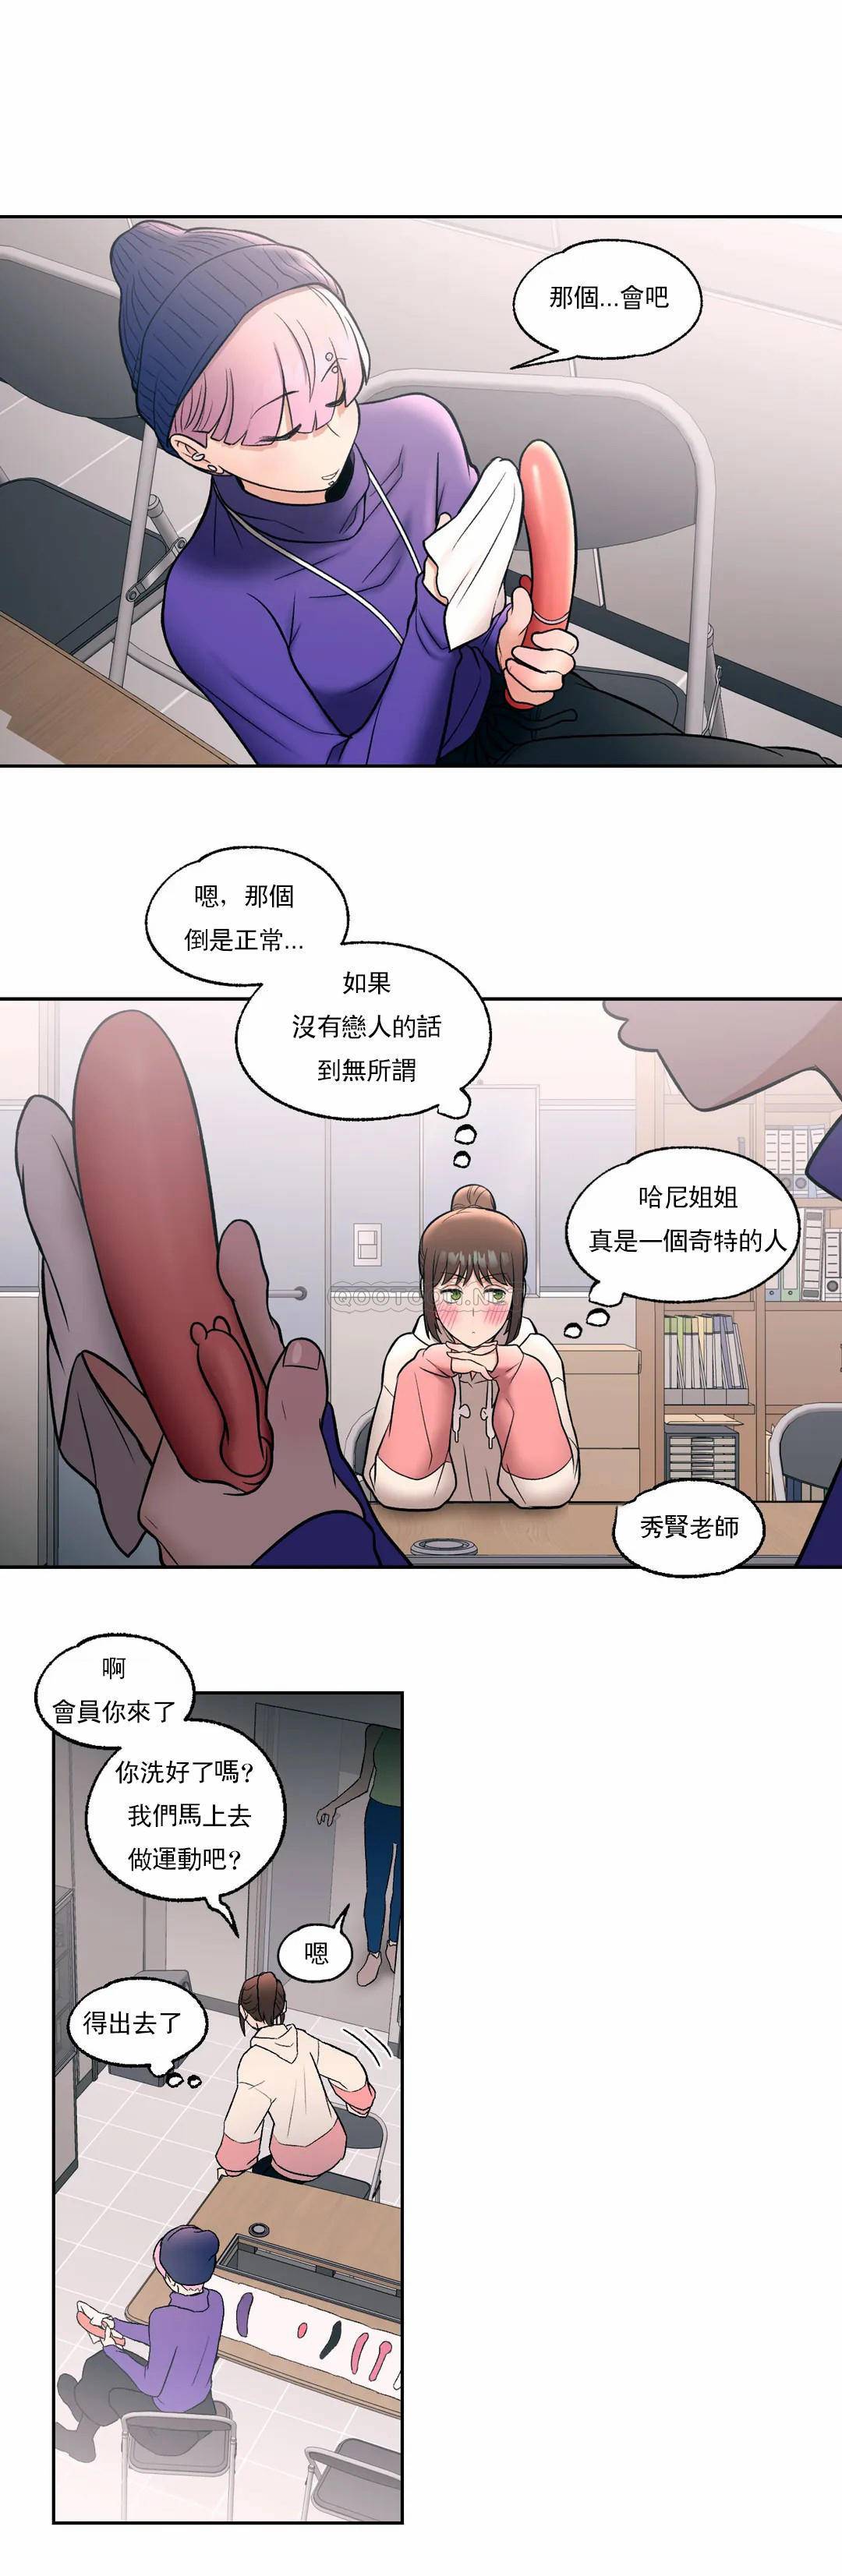 那個...會吧
嗯，那個
倒是正常...
如果
沒有戀人的話
到無所謂
哈尼姐姐
真是一個奇特的人
秀賢老師
啊
會員你來了
你洗好了嗎?
我們馬上去
做運動吧?
嗯
得出去了